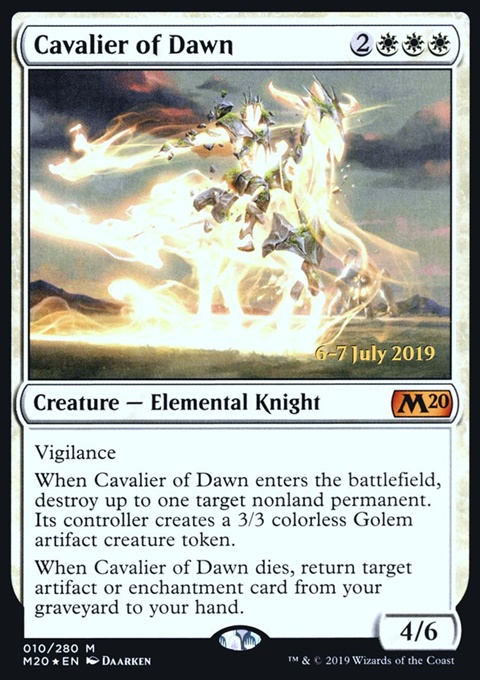 Cavalier of Dawn 2
6–7 July 2019
Creature — Elemental Knight M20
Vigilance
When Cavalier of Dawn enters the battlefield,
destroy up to one target nonland permanent.
Its controller creates a 3/3 colorless Golem
artifact creature token.
When Cavalier of Dawn dies, return target
artifact or enchantment card from your
graveyard to your hand.
4/6
010/280 M
M20★EN Daarken
™ & © 2019 Wizards of the Coast